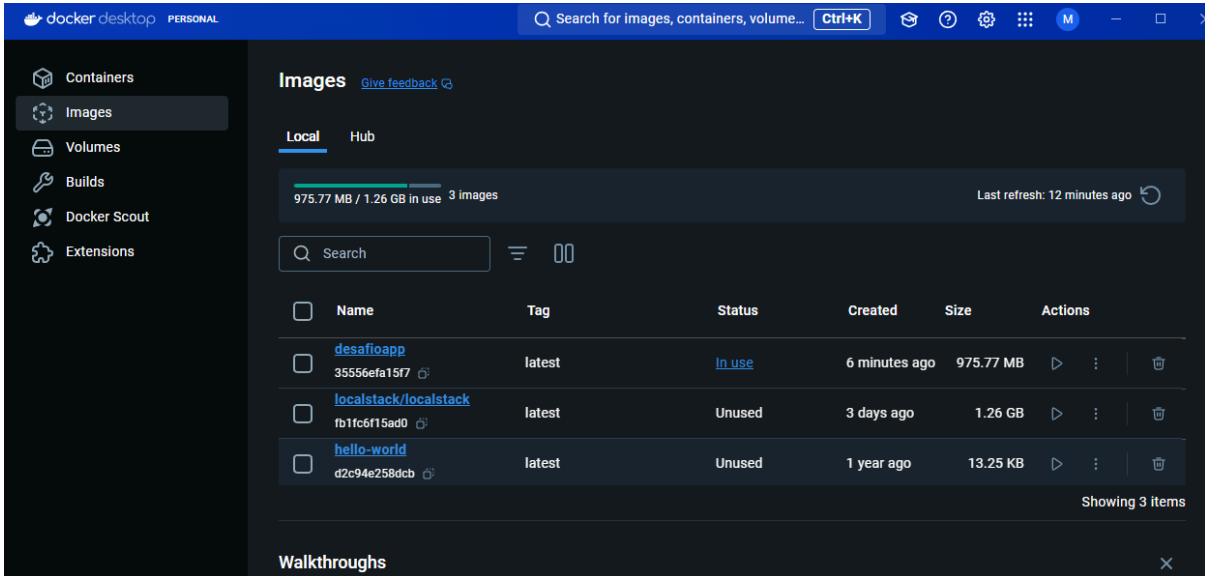 docker desktop PERSONAL Search for images, containers, volume... Ctrl+K ? M
Containers
Images
Volumes
Builds
Docker Scout
Extensions
Images Give feedback
Local Hub
975.77 MB / 1.26 GB in use 3 images Last refresh: 12 minutes ago
Search
Name Tag Status Created Size Actions
desafioapp
35556efa15f7 latest In use 6 minutes ago 975.77 MB
localstack/localstack
fb1fc6f15ad0 latest Unused 3 days ago 1.26 GB
hello-world
d2c94e258dcb latest Unused 1 year ago 13.25 KB
Showing 3 items
Walkthroughs